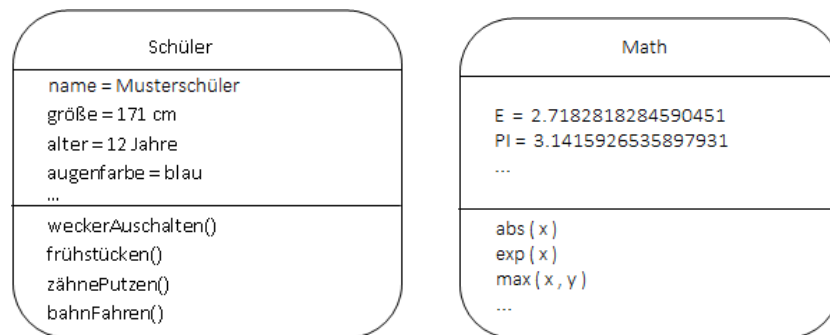 Schüler
name = Musterschüler
größe = 171 cm
alter = 12 Jahre
augenfarbe = blau
...
weckerAuschalten()
frühstücken()
zähnePutzen()
bahnFahren()
Math
E = 2.7182818284590451
PI = 3.1415926535897931
...
abs ( x )
exp ( x )
max ( x , y )
...